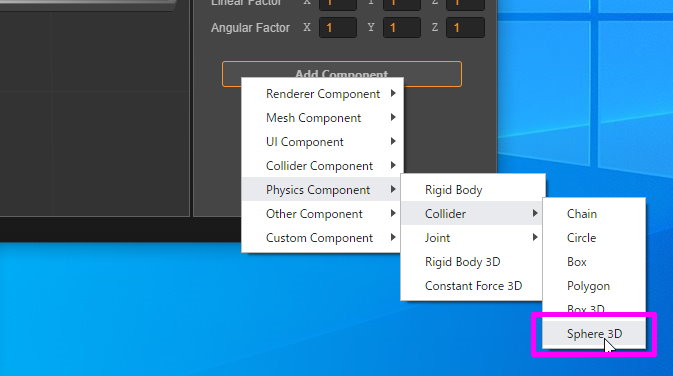 Linear Factor X 1 Y 1 Z 1
Angular Factor X 1 Y 1 Z 1
Add Component
Renderer Component
Mesh Component
UI Component
Collider Component
Physics Component
Other Component
Custom Component
Rigid Body
Collider
Joint
Rigid Body 3D
Constant Force 3D
Chain
Circle
Box
Polygon
Box 3D
Sphere 3D